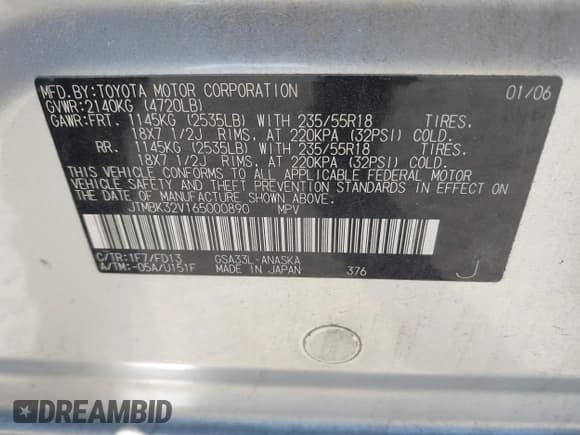 MFD. BY: TOYOTA MOTOR CORPORATION 01/06
GVWR: 2140KG (4720LB)
GAWR: FRT. 1145KG (2535LB) WITH 235/55R18 TIRES,
18X7 1/2J RIMS, AT 220KPA (32PSI) COLD.
RR. 1145KG (2535LB) WITH 235/55R18 TIRES,
18X7 1/2J RIMS, AT 220KPA (32PSI) COLD.
THIS VEHICLE CONFORMS TO ALL APPLICABLE FEDERAL MOTOR
VEHICLE SAFETY AND THEFT PREVENTION STANDARDS IN EFFECT ON
THE DATE OF MANUFACTURE SHOWN ABOVE.
JTMBK32V165000890 MPV
C/TR: 1F7/FD13 GSA33L-ANASKA
A/TM: -05A/U151F MADE IN JAPAN 376 J
DREAMBID